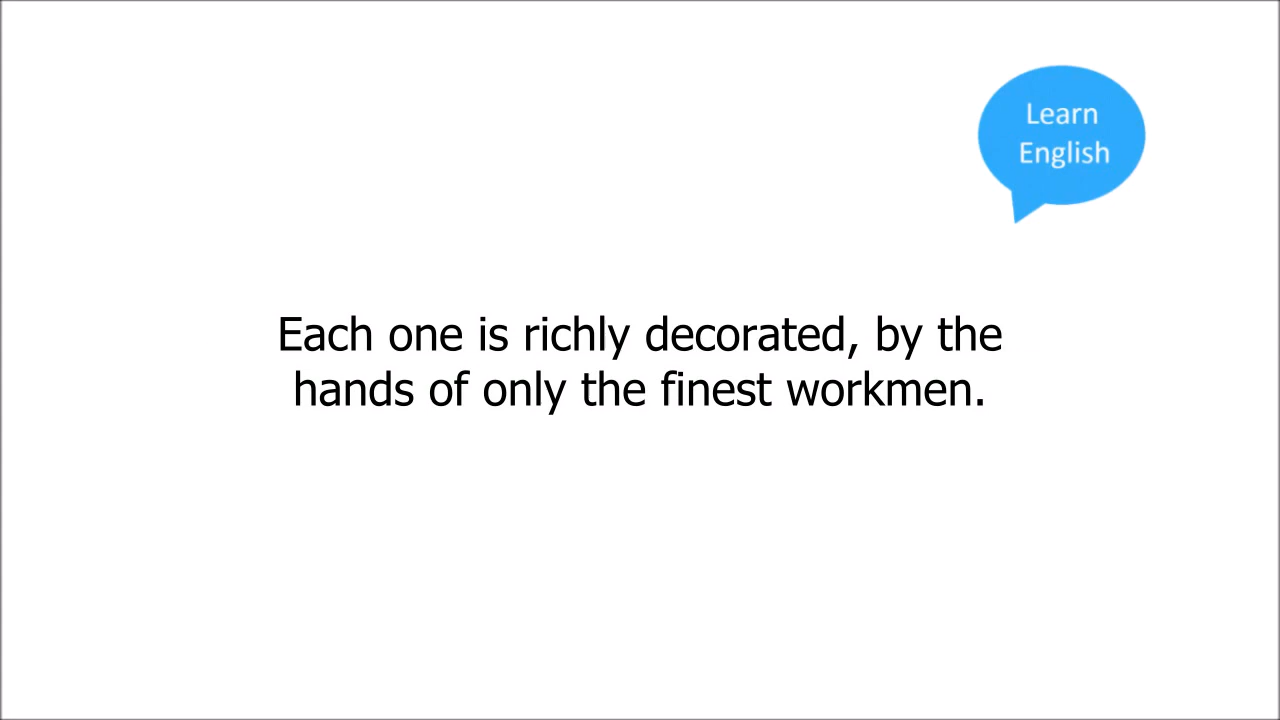 Learn
English
Each one is richly decorated, by the
hands of only the finest workmen.